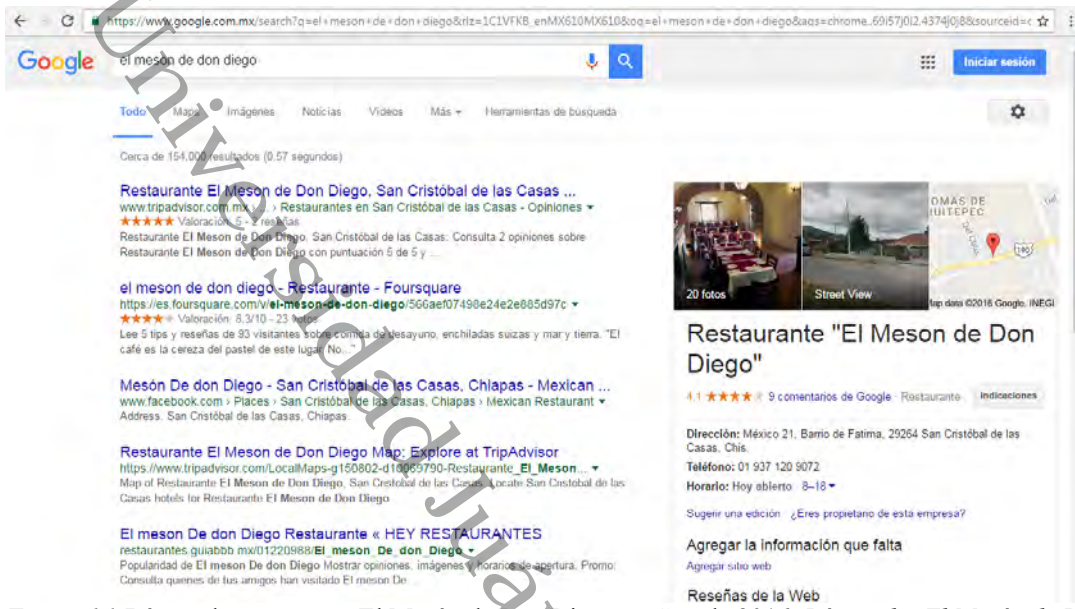 https://www.google.com.mx/search?q=el+meson+de+don+diego&rlz=1C1VFKB_enMX610MX610&oq=el+meson+de+don+diego&aqs=chrome..69i57j0l2.4374j0j8&sourceid=c
Google
el meson de don diego
Iniciar sesión
Todo Maps Imágenes Noticias Videos Más Herramientas de búsqueda
Cerca de 154,000 resultados (0.57 segundos)
Restaurante El Meson de Don Diego, San Cristóbal de las Casas ...
www.tripadvisor.com.mx › ... › Restaurantes en San Cristóbal de las Casas - Opiniones
Valoración: 5 - 2 reseñas
Restaurante El Meson de Don Diego, San Cristóbal de las Casas: Consulta 2 opiniones sobre
Restaurante El Meson de Don Diego con puntuación 5 de 5 y ...
el meson de don diego - Restaurante - Foursquare
https://es.foursquare.com/v/el-meson-de-don-diego/566aef07498e24e2e885d97c
Valoración: 8.3/10 - 23 votos
Lee 5 tips y reseñas de 93 visitantes sobre comida de desayuno, enchiladas suizas y mar y tierra. "El
café es la cereza del pastel de este lugar. No..."
Mesón De don Diego - San Cristóbal de las Casas, Chiapas - Mexican ...
www.facebook.com › Places › San Cristóbal de las Casas, Chiapas › Mexican Restaurant
Address. San Cristóbal de las Casas, Chiapas.
Restaurante El Meson de Don Diego Map: Explore at TripAdvisor
https://www.tripadvisor.com/LocalMaps-g150802-d10069790-Restaurante_El_Meson...
Map of Restaurante El Meson de Don Diego, San Cristobal de las Casas. Locate San Cristobal de las
Casas hotels for Restaurante El Meson de Don Diego
El meson De don Diego Restaurante « HEY RESTAURANTES
restaurantes.guiabbb.mx/01220988/El_meson_De_don_Diego
Popularidad de El meson De don Diego Mostrar opiniones, imágenes y horarios de apertura. Promo:
Consulta quienes de tus amigos han visitado El meson De
20 fotos
Street View
OMÁS DE
HUITEPEC
190
Map data ©2016 Google, INEGI
Restaurante "El Meson de Don
Diego"
4.1 9 comentarios de Google · Restaurante
Indicaciones
Dirección: México 21, Barrio de Fatima, 29264 San Cristóbal de las
Casas, Chis.
Teléfono: 01 937 120 9072
Horario: Hoy abierto · 8–18
Sugerir una edición · ¿Eres propietario de esta empresa?
Agregar la información que falta
Agregar sitio web
Reseñas de la Web
Universidad Juá